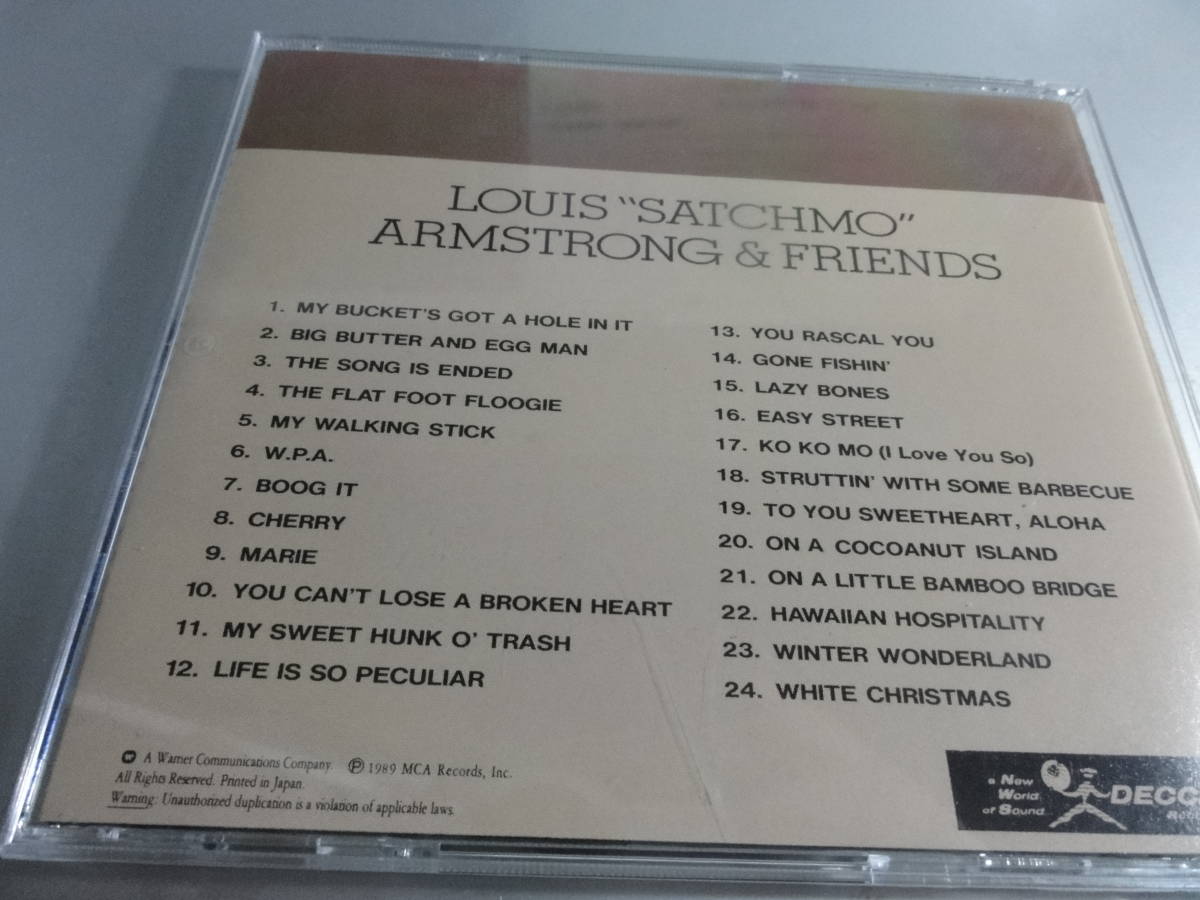 LOUIS "SATCHMO"
ARMSTRONG & FRIENDS
1. MY BUCKET'S GOT A HOLE IN IT
2. BIG BUTTER AND EGG MAN
3. THE SONG IS ENDED
4. THE FLAT FOOT FLOOGIE
5. MY WALKING STICK
6. W.P.A.
7. BOOG IT
8. CHERRY
9. MARIE
10. YOU CAN'T LOSE A BROKEN HEART
11. MY SWEET HUNK O' TRASH
12. LIFE IS SO PECULIAR
13. YOU RASCAL YOU
14. GONE FISHIN'
15. LAZY BONES
16. EASY STREET
17. KO KO MO (I Love You So)
18. STRUTTIN' WITH SOME BARBECUE
19. TO YOU SWEETHEART, ALOHA
20. ON A COCOANUT ISLAND
21. ON A LITTLE BAMBOO BRIDGE
22. HAWAIIAN HOSPITALITY
23. WINTER WONDERLAND
24. WHITE CHRISTMAS
A Warner Communications Company. Ⓟ 1989 MCA Records, Inc.
All Rights Reserved. Printed in Japan.
Warning: Unauthorized duplication is a violation of applicable laws.
a New
World
of Sound
DECC